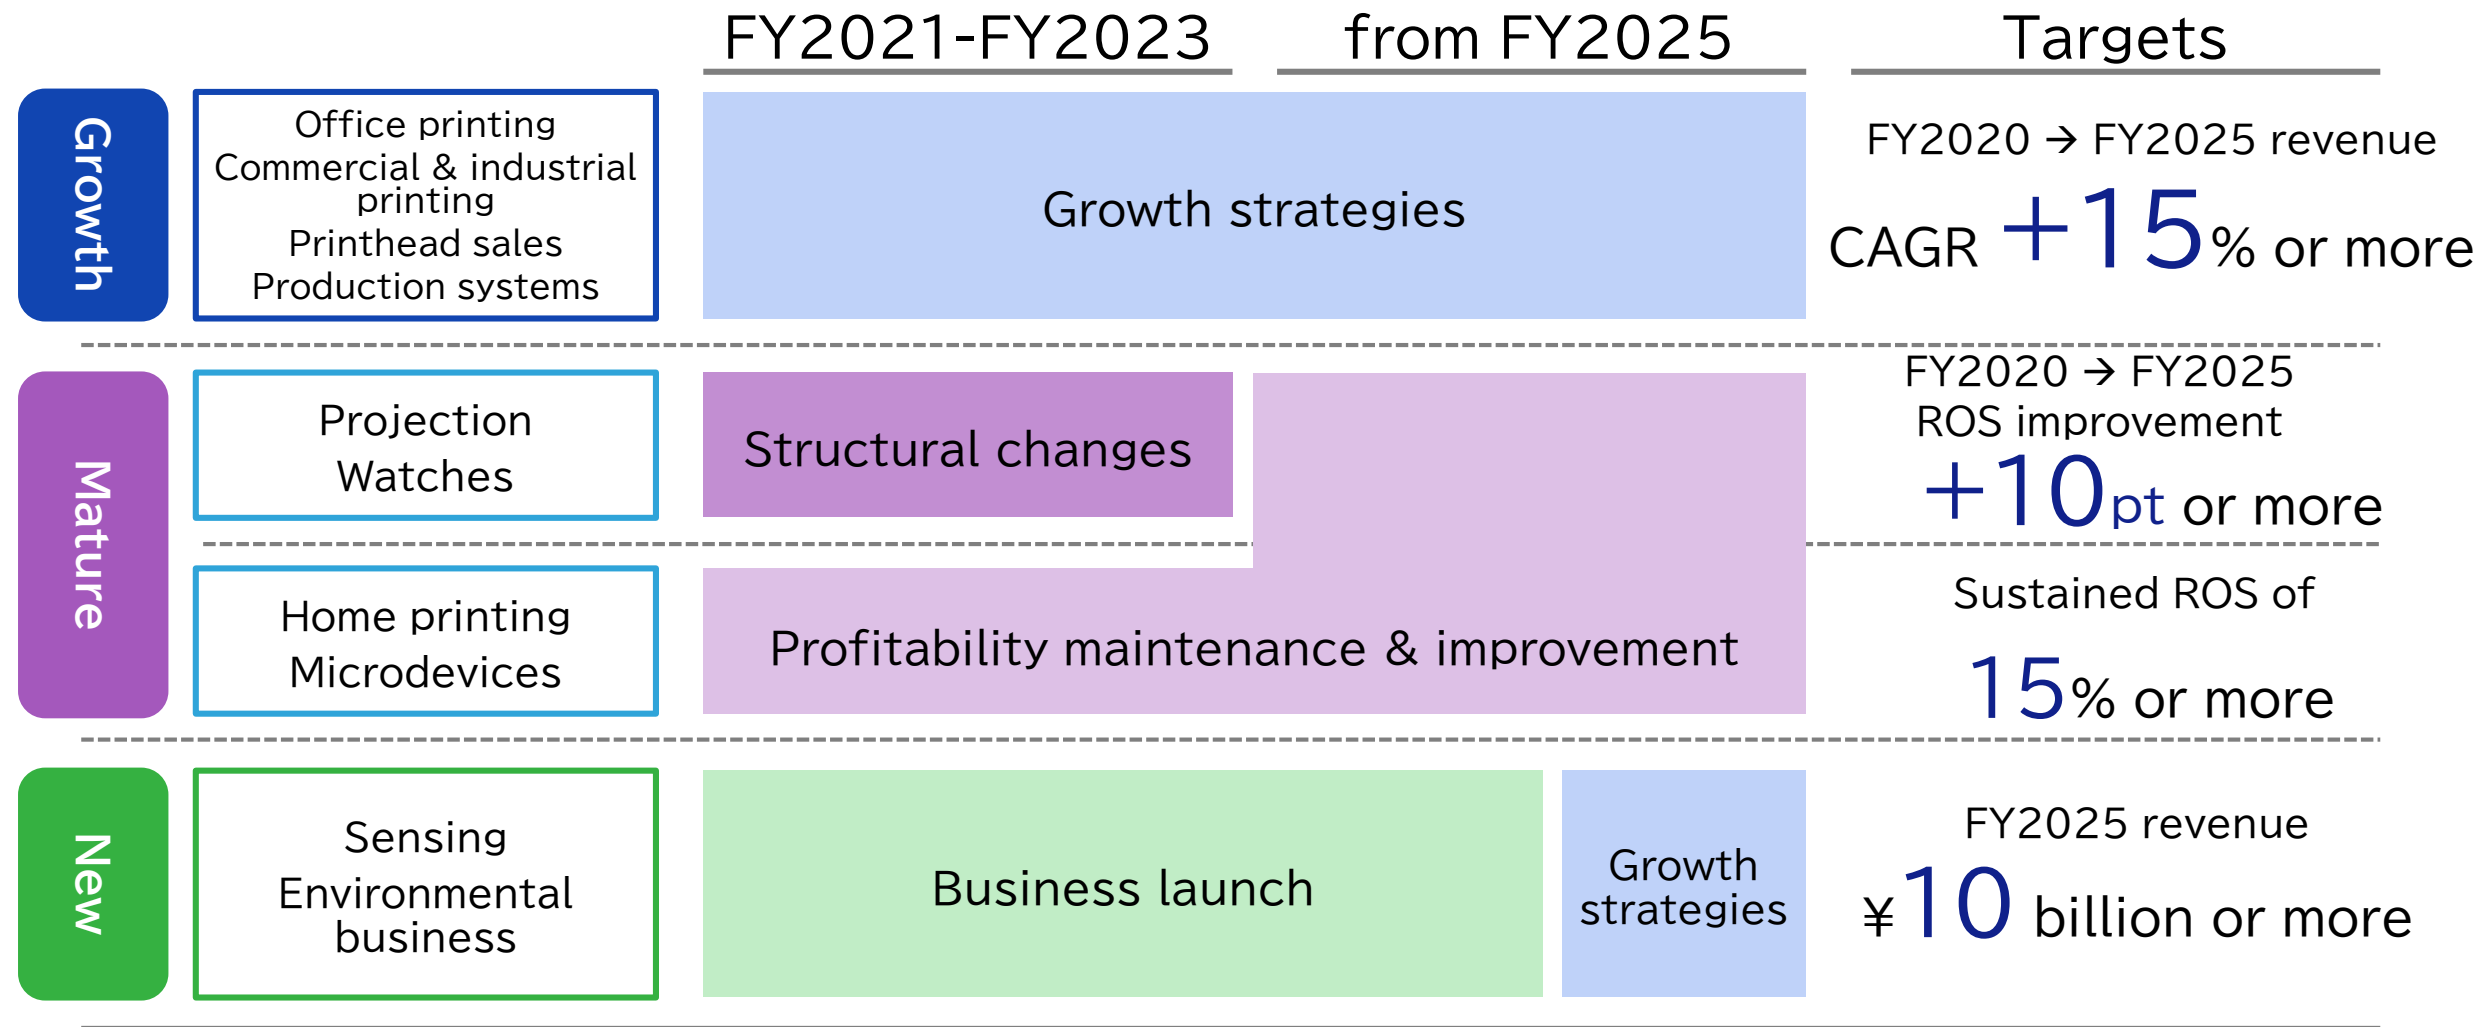 FY2021-FY2023
from FY2025
Targets
Growth
Office printing
Commercial & industrial
printing
Printhead sales
Production systems
Growth strategies
FY2020 → FY2025 revenue
CAGR +15% or more
Mature
Projection
Watches
Structural changes
FY2020 → FY2025
ROS improvement
+10pt or more
Home printing
Microdevices
Profitability maintenance & improvement
Sustained ROS of
15% or more
New
Sensing
Environmental
business
Business launch
Growth
strategies
FY2025 revenue
¥10 billion or more